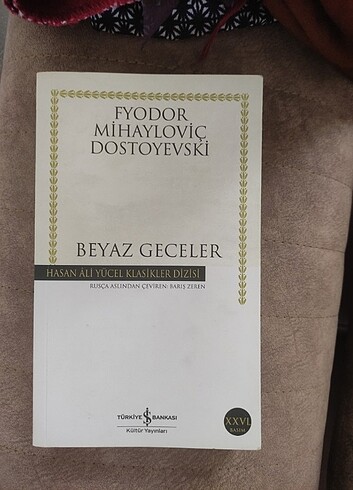 FYODOR
MİHAYLOVİÇ
DOSTOYEVSKİ
BEYAZ GECELER
HASAN ÂLİ YÜCEL KLASİKLER DİZİSİ
RUSÇA ASLINDAN ÇEVİREN: BARIŞ ZEREN
TÜRKİYE İŞ BANKASI
Kültür Yayınları
XXVI.
BASIM